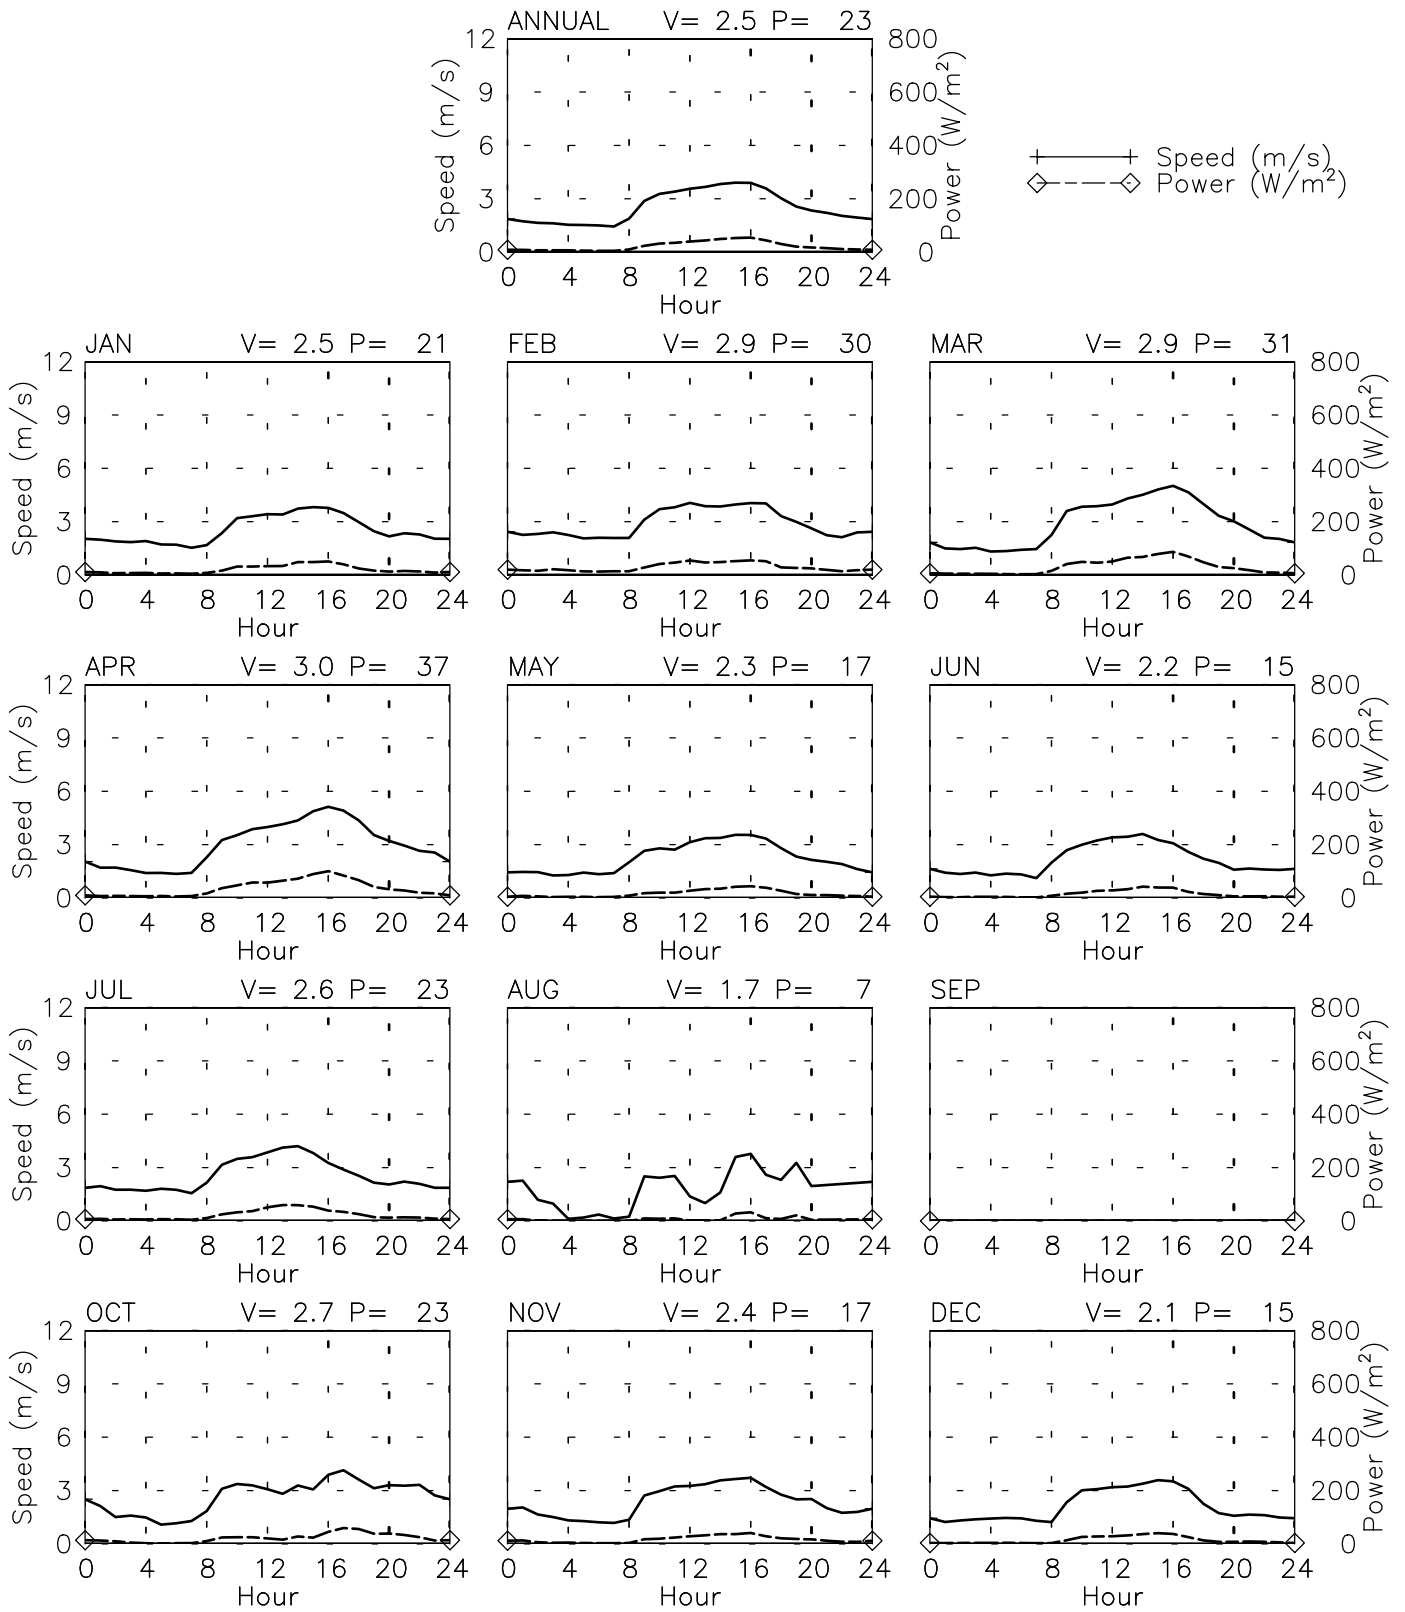 ANNUAL V= 2.5 P= 23
12 9 6 3 0
Speed (m/s)
800 600 400 200 0
Power (W/m²)
0 4 8 12 16 20 24
Hour
Speed (m/s)
Power (W/m²)
JAN V= 2.5 P= 21
12 9 6 3 0
Speed (m/s)
0 4 8 12 16 20 24
Hour
FEB V= 2.9 P= 30
0 4 8 12 16 20 24
Hour
MAR V= 2.9 P= 31
800 600 400 200 0
Power (W/m²)
0 4 8 12 16 20 24
Hour
APR V= 3.0 P= 37
12 9 6 3 0
Speed (m/s)
0 4 8 12 16 20 24
Hour
MAY V= 2.3 P= 17
0 4 8 12 16 20 24
Hour
JUN V= 2.2 P= 15
800 600 400 200 0
Power (W/m²)
0 4 8 12 16 20 24
Hour
JUL V= 2.6 P= 23
12 9 6 3 0
Speed (m/s)
0 4 8 12 16 20 24
Hour
AUG V= 1.7 P= 7
0 4 8 12 16 20 24
Hour
SEP
800 600 400 200 0
Power (W/m²)
0 4 8 12 16 20 24
Hour
OCT V= 2.7 P= 23
12 9 6 3 0
Speed (m/s)
0 4 8 12 16 20 24
Hour
NOV V= 2.4 P= 17
0 4 8 12 16 20 24
Hour
DEC V= 2.1 P= 15
800 600 400 200 0
Power (W/m²)
0 4 8 12 16 20 24
Hour